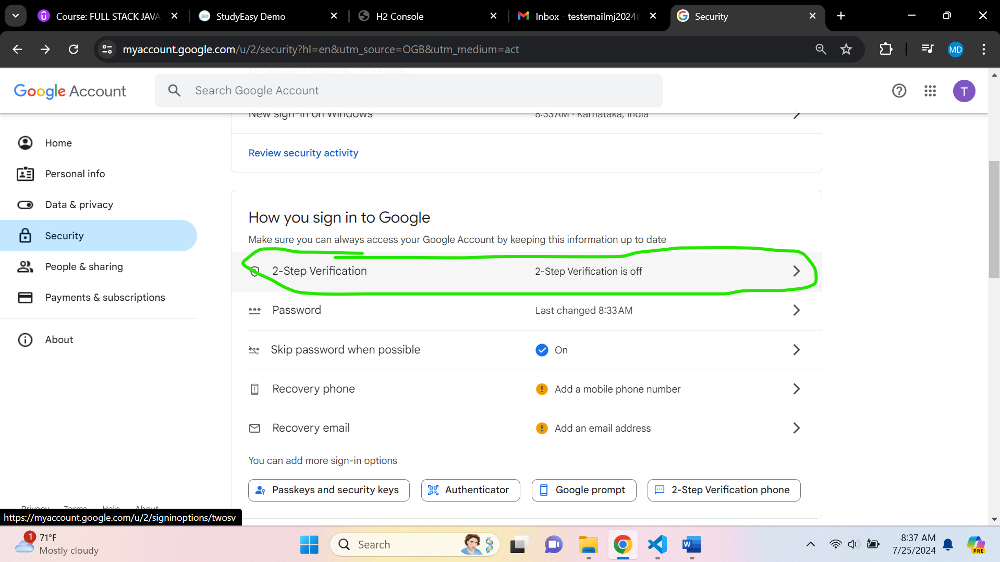 Course: FULL STACK JAVA
StudyEasy Demo
H2 Console
Inbox - testemailmj2024@
Security
myaccount.google.com/u/2/security?hl=en&utm_source=OGB&utm_medium=act
MD
Recent security activity
Google Account
Search Google Account
T
New sign-in on Windows
8:33 AM · Karnataka, India
Review security activity
Home
Personal info
Data & privacy
Security
People & sharing
Payments & subscriptions
About
How you sign in to Google
Make sure you can always access your Google Account by keeping this information up to date
2-Step Verification
2-Step Verification is off
Password
Last changed 8:33 AM
Skip password when possible
On
Recovery phone
Add a mobile phone number
Recovery email
Add an email address
You can add more sign-in options
Passkeys and security keys
Authenticator
Google prompt
2-Step Verification phone
Privacy Terms Help About
https://myaccount.google.com/u/2/signinoptions/twosv
1
71°F
Mostly cloudy
Search
W
PRE
8:37 AM
7/25/2024